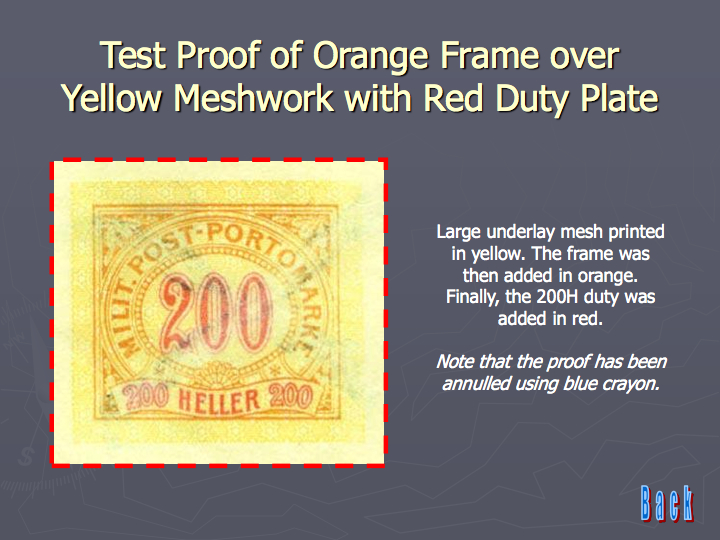 Test Proof of Orange Frame over
Yellow Meshwork with Red Duty Plate
MILIT. POST-PORTOMARKE
200
200 HELLER 200
Large underlay mesh printed
in yellow. The frame was
then added in orange.
Finally, the 200H duty was
added in red.
Note that the proof has been
annulled using blue crayon.
S
Back